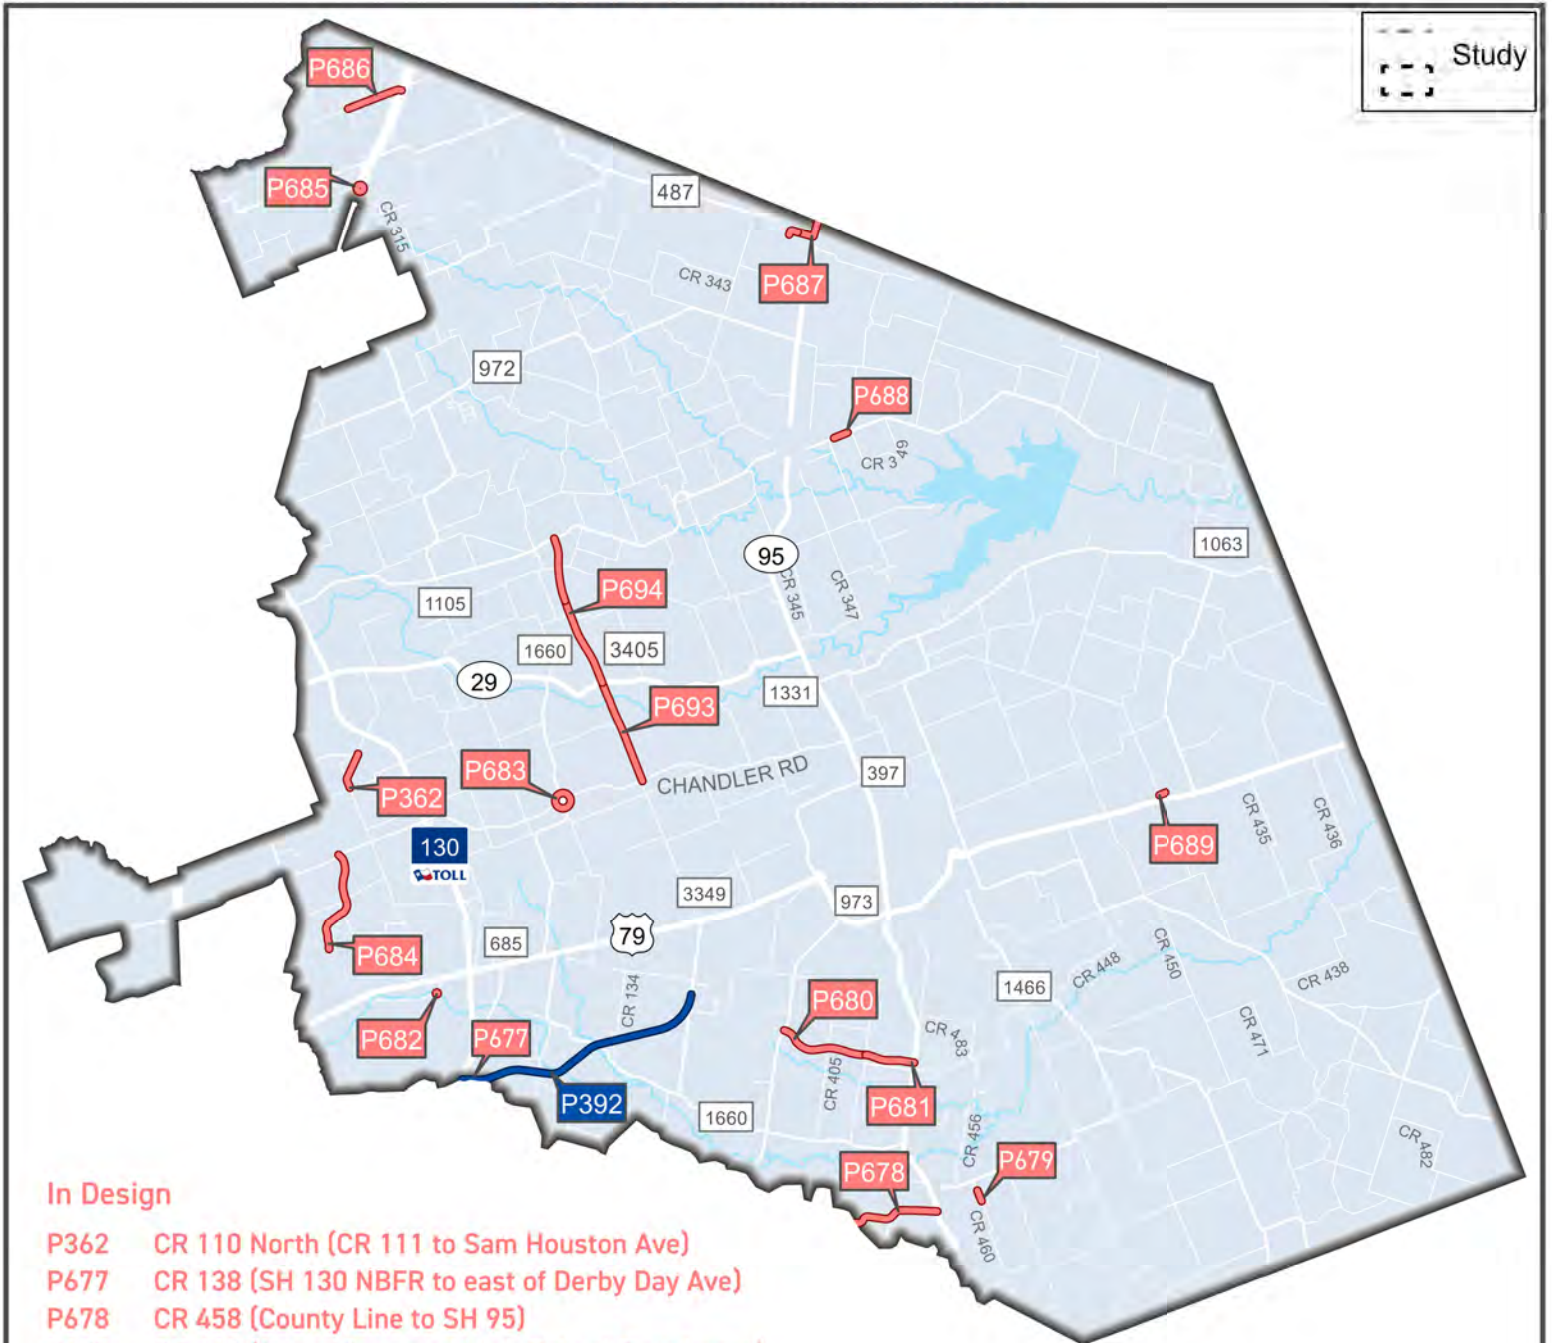 Study
P686
P685
487
CR 315
CR 343
P687
972
P688
CR 349
95
1063
CR 345
CR 347
1105
P694
1660
3405
29
1331
P693
CHANDLER RD
397
P683
P362
CR 435
CR 436
P689
130
TOLL
3349
973
79
685
P684
CR 450
CR 448
CR 438
1466
CR 134
P680
P682
P677
CR 483
CR 471
CR 405
P681
P392
1660
CR 456
CR 482
P679
P678
CR 460
In Design
P362 CR 110 North (CR 111 to Sam Houston Ave)
P677 CR 138 (SH 130 NBFR to east of Derby Day Ave)
P678 CR 458 (County Line to SH 95)